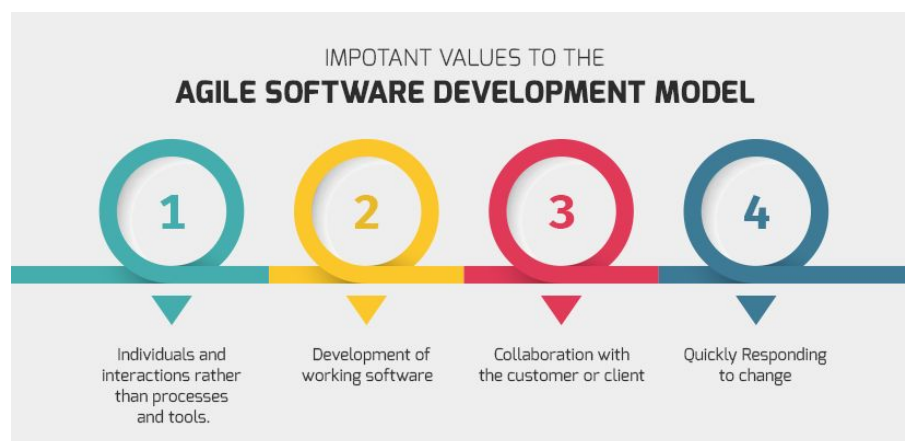 IMPOTANT VALUES TO THE
AGILE SOFTWARE DEVELOPMENT MODEL
1
2
3
4
Individuals and
interactions rather
than processes
and tools.
Development of
working software
Collaboration with
the customer or client
Quickly Responding
to change